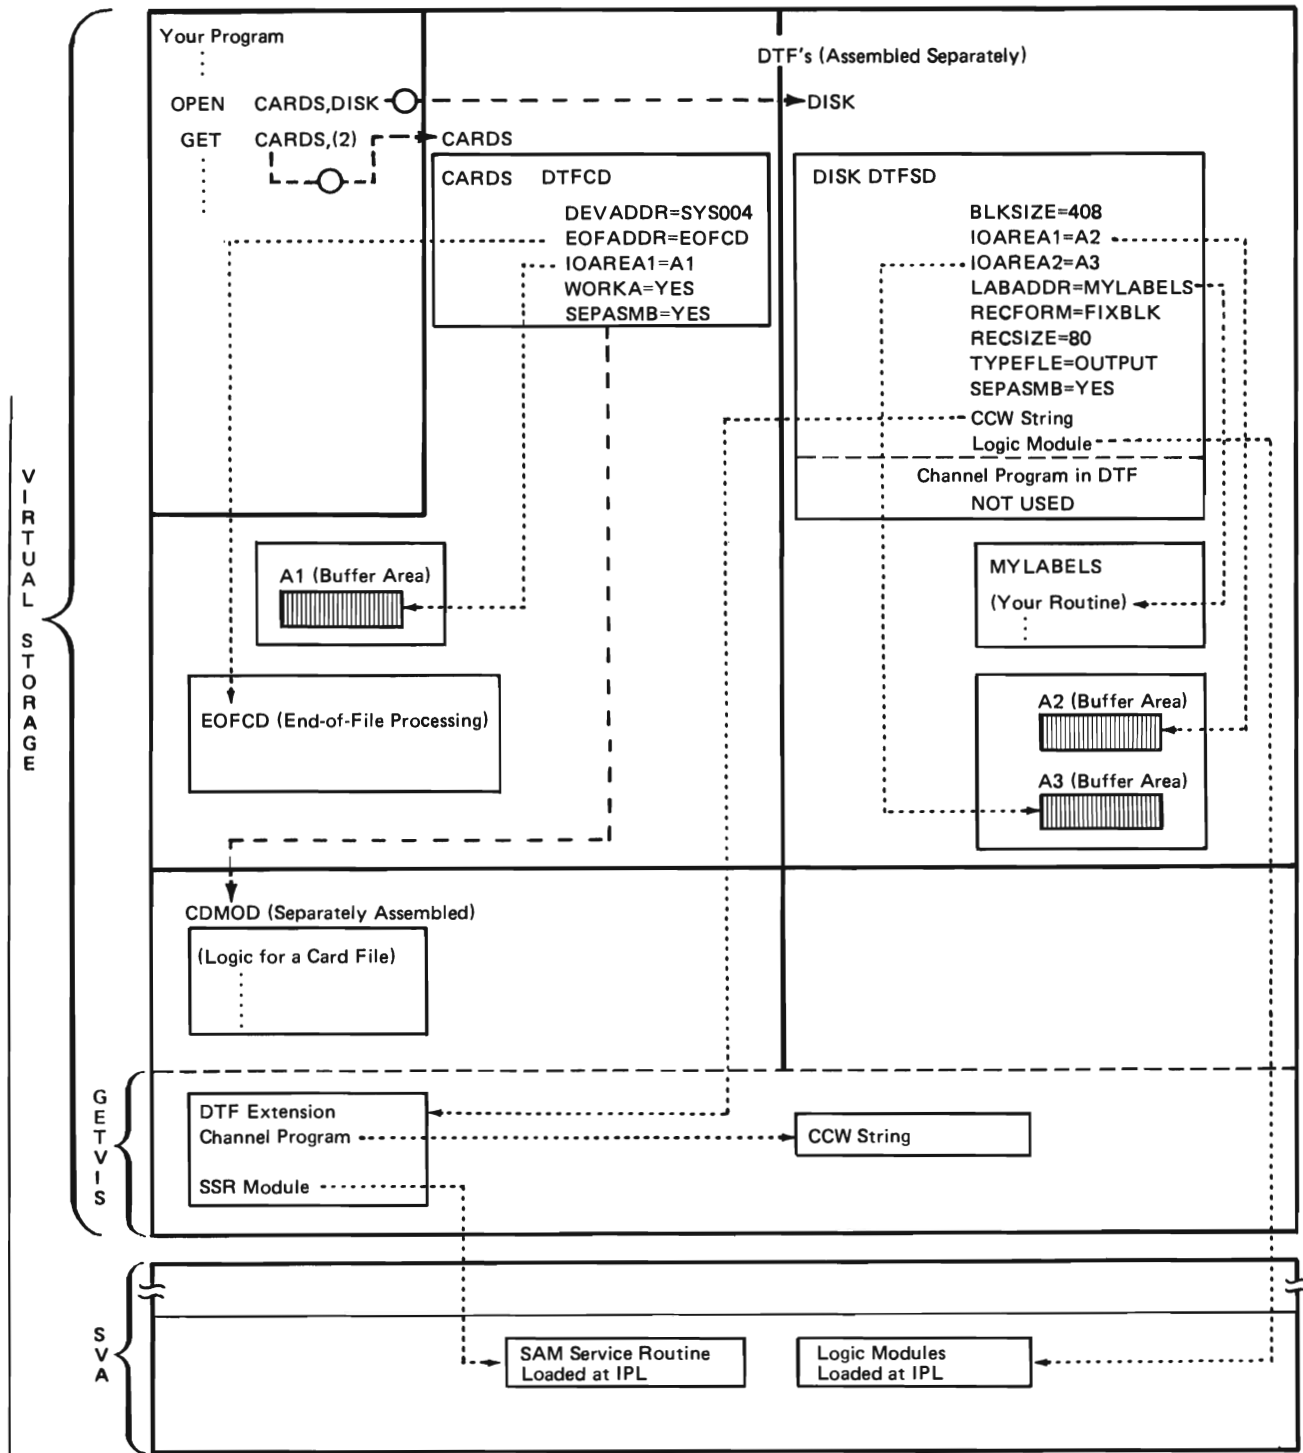 Your Program
DTF's (Assembled Separately)
OPEN CARDS,DISK
DISK
GET CARDS,(2)
CARDS
CARDS DTFCD
DEVADDR=SYS004
EOFADDR=EOFCD
IOAREA1=A1
WORKA=YES
SEPASMB=YES
DISK DTFSD
BLKSIZE=408
IOAREA1=A2
IOAREA2=A3
LABADDR=MYLABELS
RECFORM=FIXBLK
RECSIZE=80
TYPEFLE=OUTPUT
SEPASMB=YES
CCW String
Logic Module
Channel Program in DTF
NOT USED
VIRTUAL STORAGE
A1 (Buffer Area)
MYLABELS
(Your Routine)
EOFCD (End-of-File Processing)
A2 (Buffer Area)
A3 (Buffer Area)
CDMOD (Separately Assembled)
(Logic for a Card File)
GETVIS
DTF Extension
Channel Program
SSR Module
CCW String
SVA
SAM Service Routine
Loaded at IPL
Logic Modules
Loaded at IPL